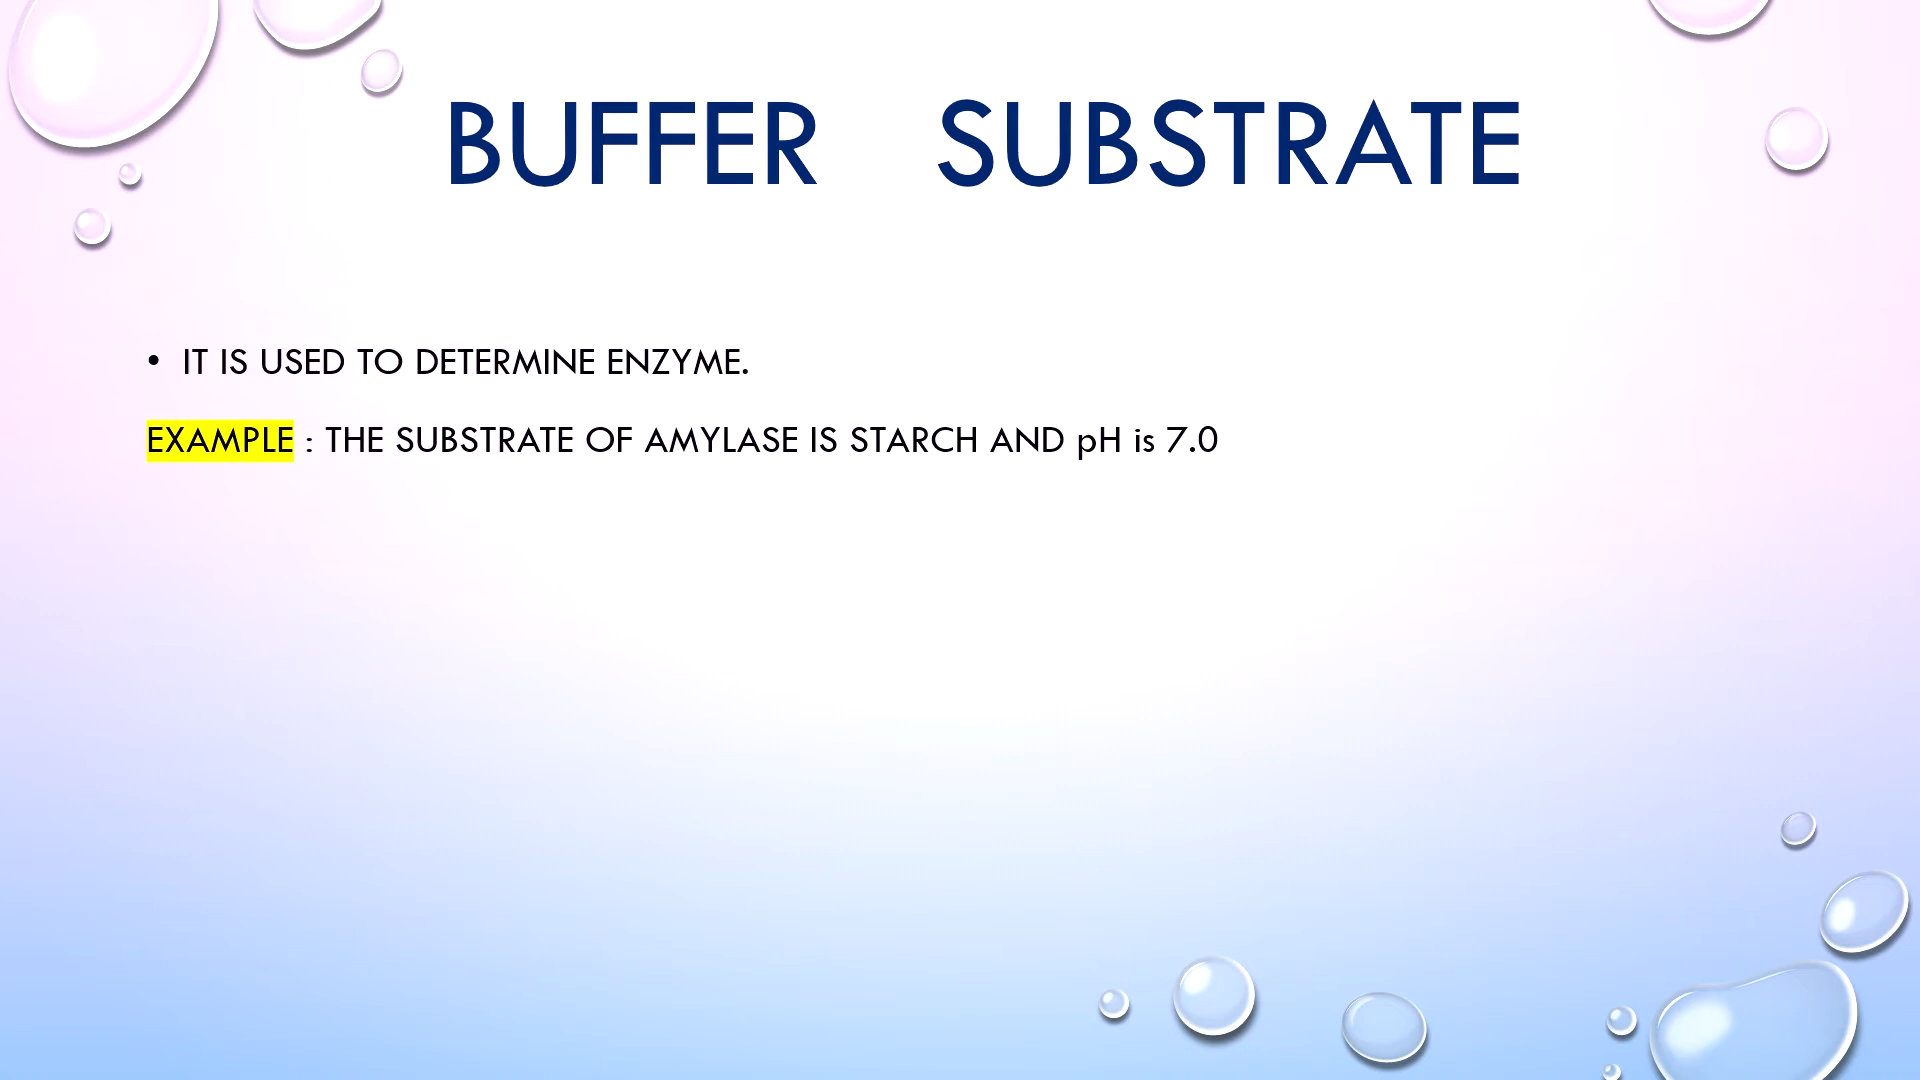 BUFFER SUBSTRATE
• IT IS USED TO DETERMINE ENZYME.
EXAMPLE : THE SUBSTRATE OF AMYLASE IS STARCH AND pH is 7.0